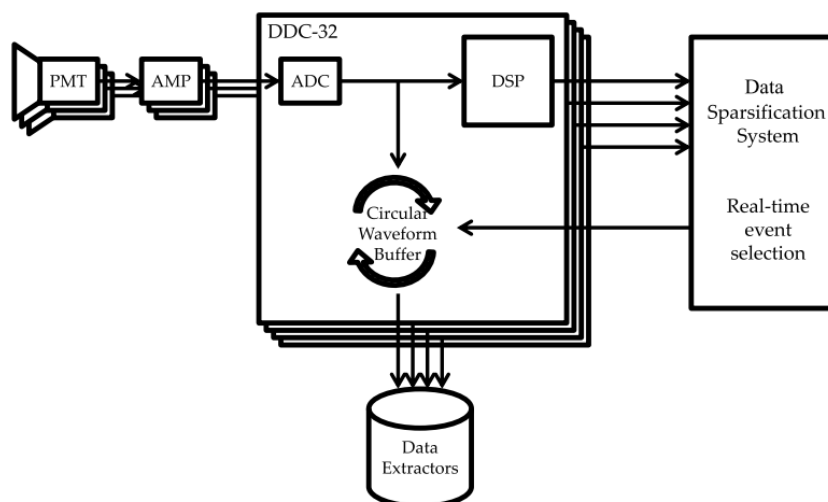 DDC-32
PMT
AMP
ADC
DSP
Data
Sparsification
System
Circular
Waveform
Buffer
Real-time
event
selection
Data
Extractors